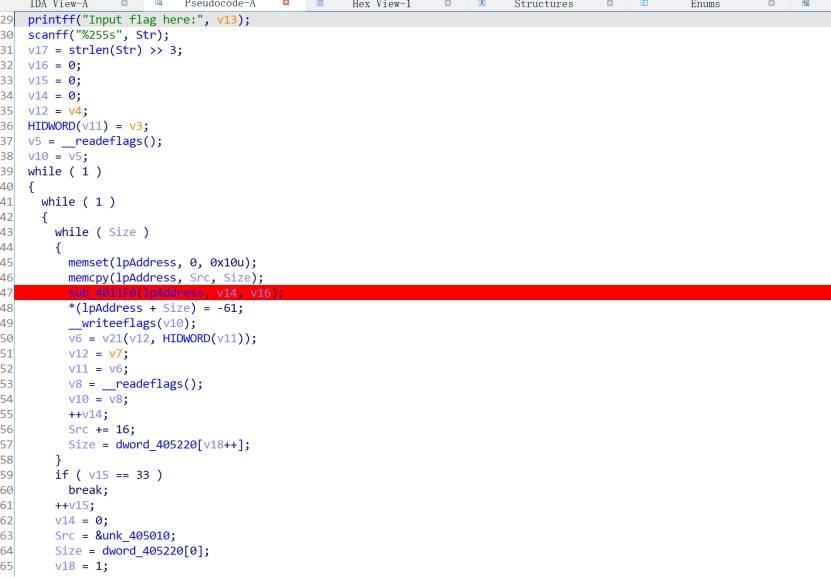 IDA View-A Pseudocode-A Hex View-1 Structures Enums
29 printff("Input flag here:", v13);
30 scanff("%255s", Str);
31 v17 = strlen(Str) >> 3;
32 v16 = 0;
33 v15 = 0;
34 v14 = 0;
35 v12 = v4;
36 HIDWORD(v11) = v3;
37 v5 = __readeflags();
38 v10 = v5;
39 while ( 1 )
40 {
41 while ( 1 )
42 {
43 while ( Size )
44 {
45 memset(lpAddress, 0, 0x10u);
46 memcpy(lpAddress, Src, Size);
47 sub_4011F0(lpAddress, v14, v16);
48 *(lpAddress + Size) = -61;
49 __writeeflags(v10);
50 v6 = v21(v12, HIDWORD(v11));
51 v12 = v7;
52 v11 = v6;
53 v8 = __readeflags();
54 v10 = v8;
55 ++v14;
56 Src += 16;
57 Size = dword_405220[v18++];
58 }
59 if ( v15 == 33 )
60 break;
61 ++v15;
62 v14 = 0;
63 Src = &unk_405010;
64 Size = dword_405220[0];
65 v18 = 1;